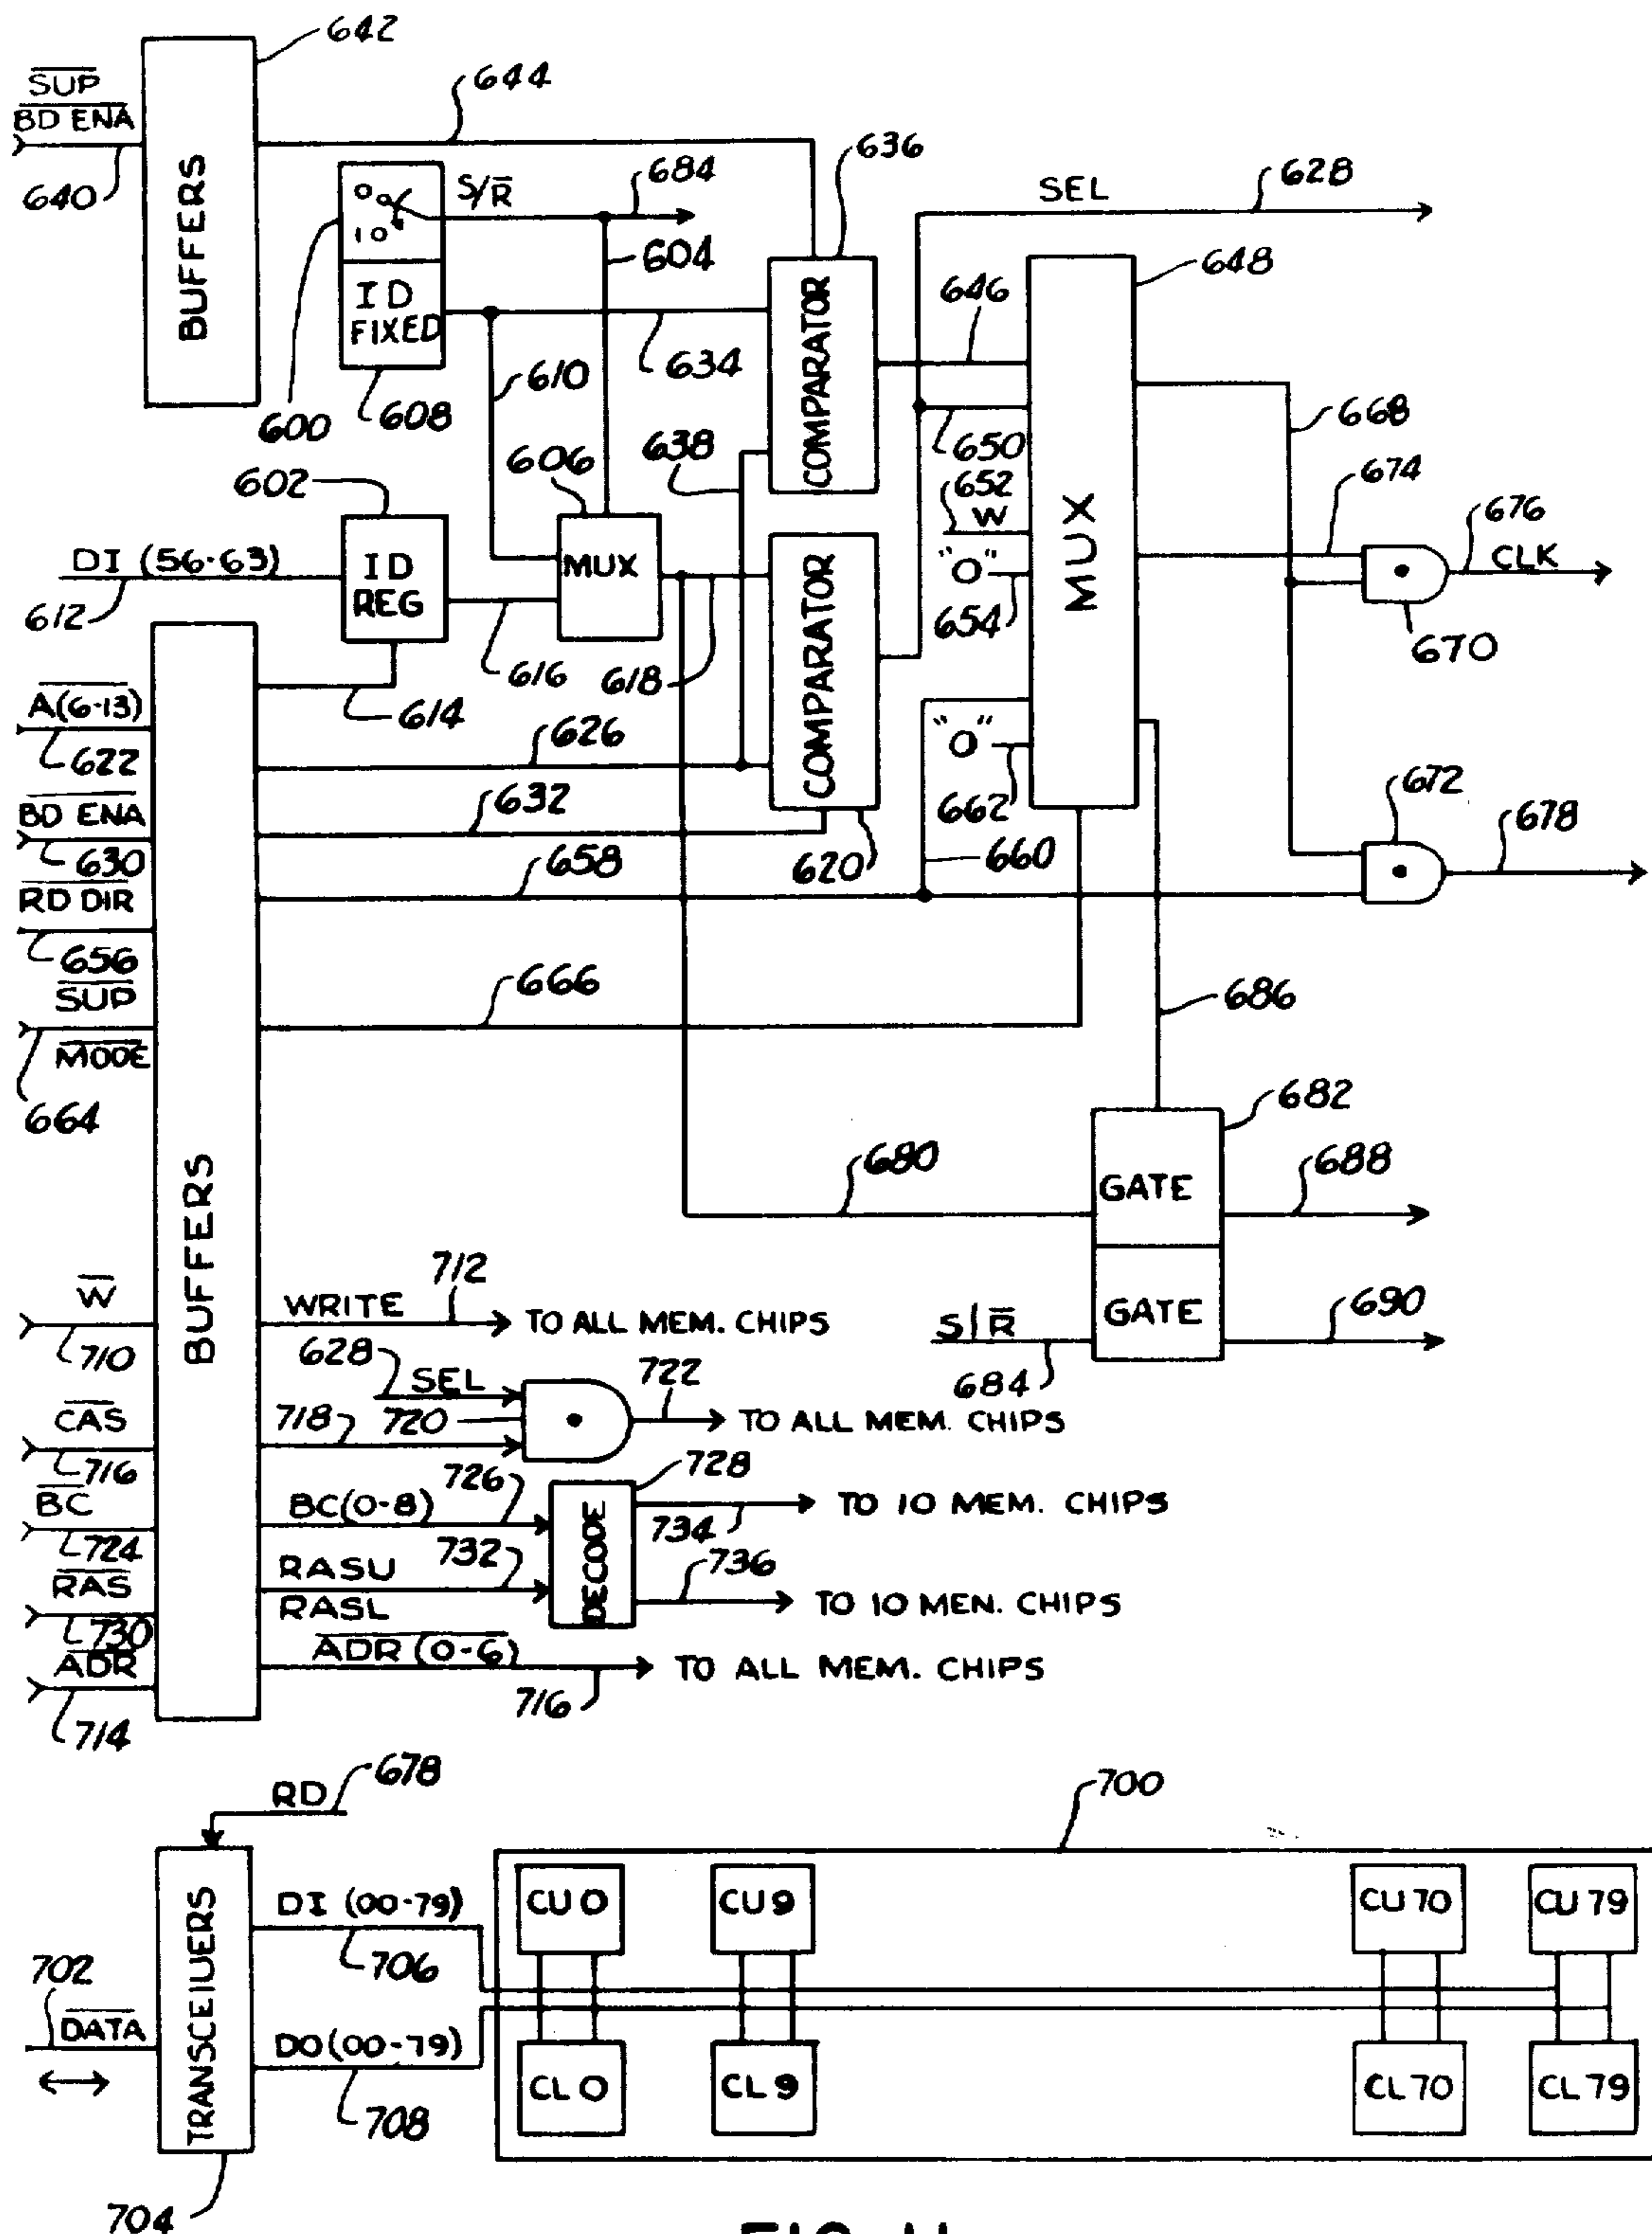 642
SUP
BD ENA
640
BUFFERS
644
636
684
S/R̅
0
1
SEL
628
604
648
ID
FIXED
COMPARATOR
646
634
610
600
608
668
650
606
638
652
W
674
602
676
"0"
MUX
DI (56-63)
ID
REG
MUX
CLK
612
654
COMPARATOR
616
618
670
A(6-13)
614
622
626
"0"
672
BD ENA
632
662
678
630
658
620
660
RD DIR
656
666
686
SUP
MODE
664
682
680
688
GATE
BUFFERS
712
W
WRITE
TO ALL MEM. CHIPS
GATE
690
S/R̅
710
628
SEL
722
684
CAS
718
720
TO ALL MEM. CHIPS
716
726
728
BC
BC(0-8)
TO 10 MEM. CHIPS
724
732
DECODE
734
RAS
RASU
736
RASL
TO 10 MEN. CHIPS
730
ADR
ADR (0-6)
TO ALL MEM. CHIPS
716
714
678
RD
700
TRANSCEIVERS
DI (00-79)
CU 0
CU 9
CU 70
CU 79
702
706
DATA
DO (00-79)
CL 0
CL 9
CL 70
CL 79
708
704